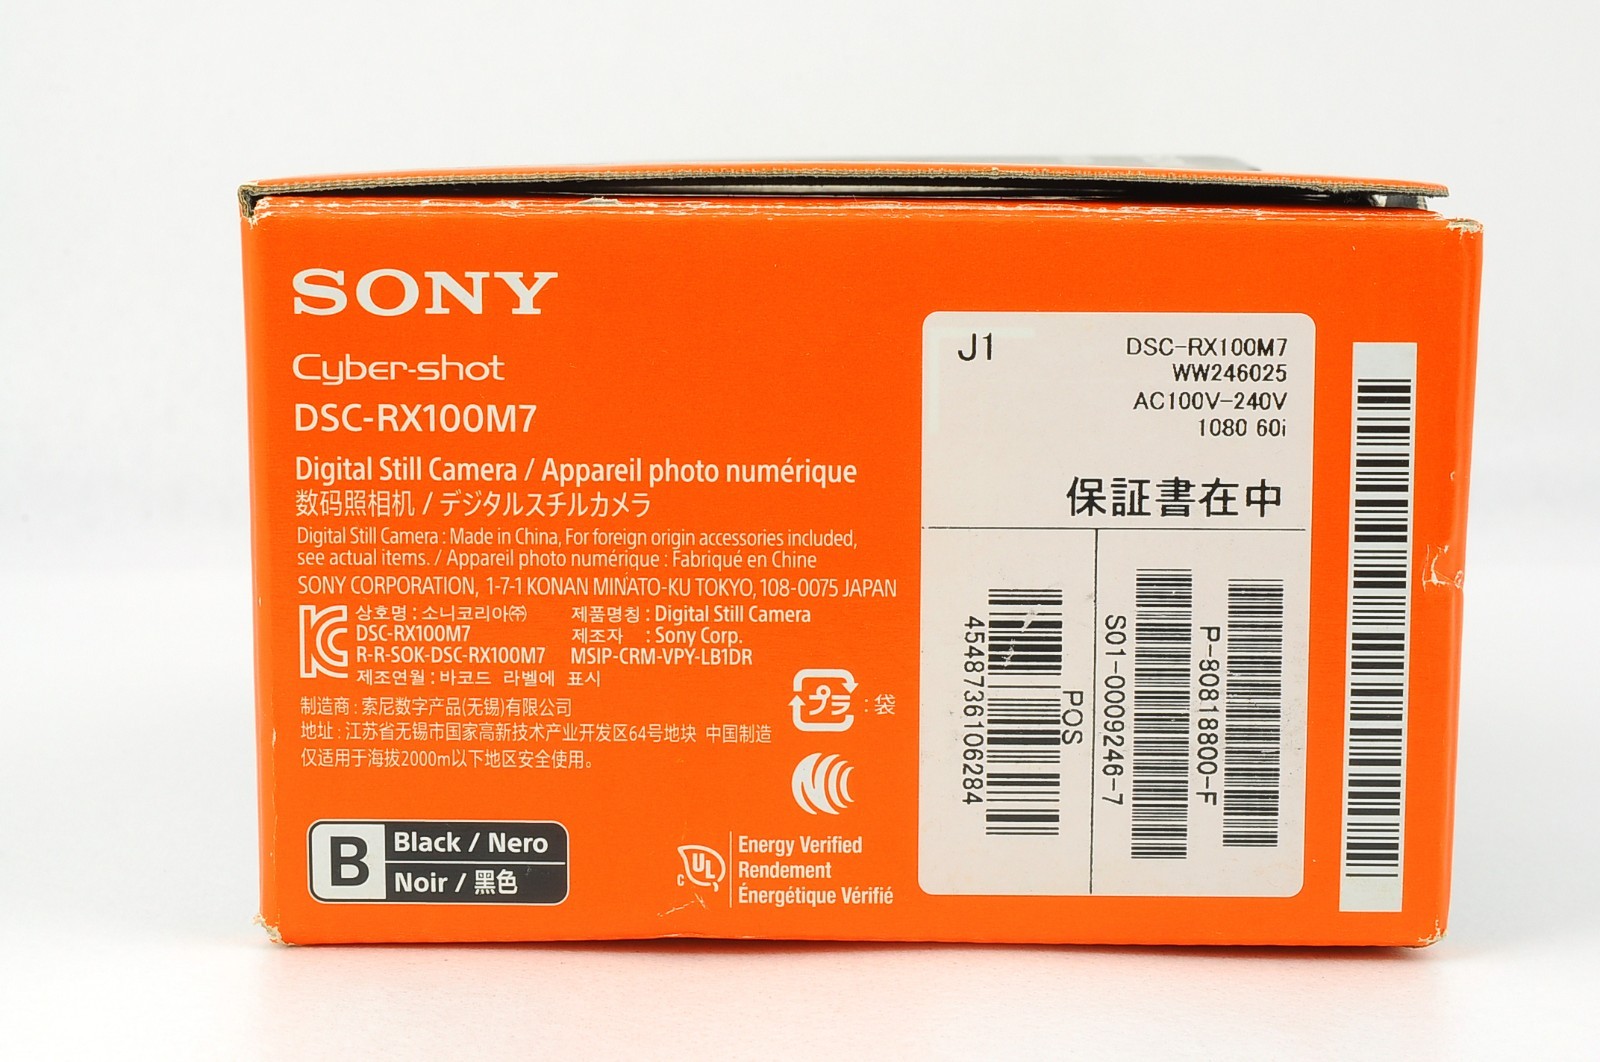 SONY
Cyber-shot
DSC-RX100M7
Digital Still Camera / Appareil photo numérique
数码照相机 / デジタルスチルカメラ
Digital Still Camera : Made in China, For foreign origin accessories included,
see actual items. / Appareil photo numérique : Fabriqué en Chine
SONY CORPORATION, 1-7-1 KONAN MINATO-KU TOKYO, 108-0075 JAPAN
상호명 : 소니코리아㈜ 제품명칭 : Digital Still Camera
DSC-RX100M7 제조자 : Sony Corp.
R-R-SOK-DSC-RX100M7 MSIP-CRM-VPY-LB1DR
제조연월 : 바코드 라벨에 표시
制造商 : 索尼数字产品(无锡)有限公司
地址 : 江苏省无锡市国家高新技术产业开发区64号地块 中国制造
仅适用于海拔2000m以下地区安全使用。
プラ : 袋
B
Black / Nero
Noir / 黑色
c UL
Energy Verified
Rendement
Énergétique Vérifié
J1
DSC-RX100M7
WW246025
AC100V-240V
1080 60i
保証書在中
4548736106284
POS
S01-0009246-7
P-80818800-F